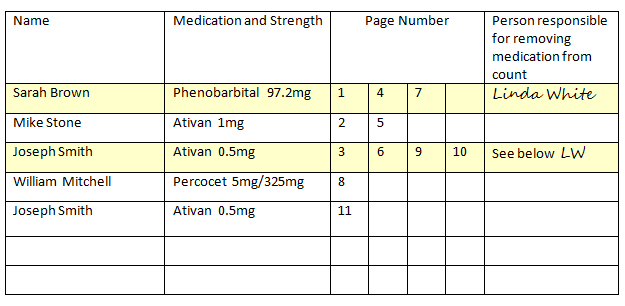 Name Medication and Strength Page Number Person responsible
for removing
medication from
count
Sarah Brown Phenobarbital 97.2mg 1 4 7 Linda White
Mike Stone Ativan 1mg 2 5
Joseph Smith Ativan 0.5mg 3 6 9 10 See below LW
William Mitchell Percocet 5mg/325mg 8
Joseph Smith Ativan 0.5mg 11